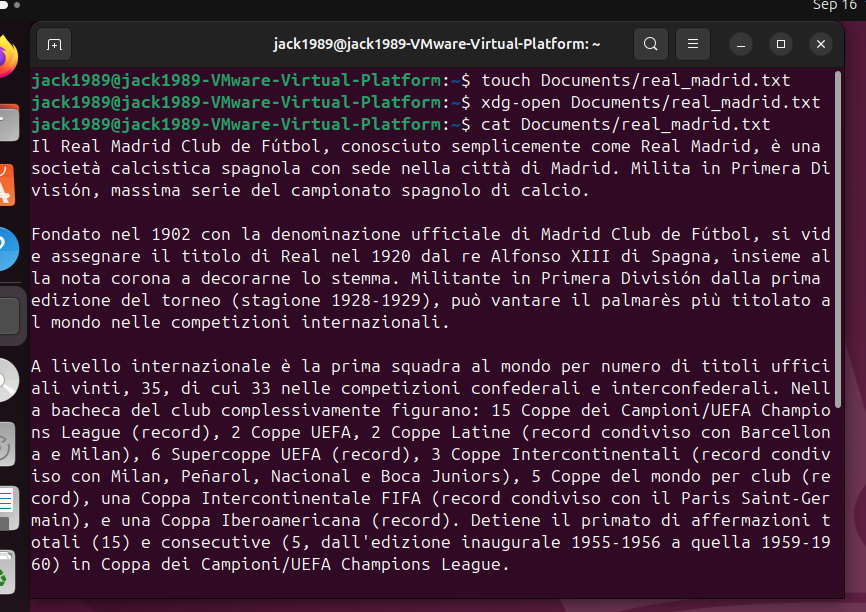 Sep 16
jack1989@jack1989-VMware-Virtual-Platform: ~
jack1989@jack1989-VMware-Virtual-Platform:~$ touch Documents/real_madrid.txt
jack1989@jack1989-VMware-Virtual-Platform:~$ xdg-open Documents/real_madrid.txt
jack1989@jack1989-VMware-Virtual-Platform:~$ cat Documents/real_madrid.txt
Il Real Madrid Club de Fútbol, conosciuto semplicemente come Real Madrid, è una
società calcistica spagnola con sede nella città di Madrid. Milita in Primera Di
visión, massima serie del campionato spagnolo di calcio.
Fondato nel 1902 con la denominazione ufficiale di Madrid Club de Fútbol, si vid
e assegnare il titolo di Real nel 1920 dal re Alfonso XIII di Spagna, insieme al
la nota corona a decorarne lo stemma. Militante in Primera División dalla prima
edizione del torneo (stagione 1928-1929), può vantare il palmarès più titolato a
l mondo nelle competizioni internazionali.
A livello internazionale è la prima squadra al mondo per numero di titoli uffici
ali vinti, 35, di cui 33 nelle competizioni confederali e interconfederali. Nell
a bacheca del club complessivamente figurano: 15 Coppe dei Campioni/UEFA Champio
ns League (record), 2 Coppe UEFA, 2 Coppe Latine (record condiviso con Barcellon
a e Milan), 6 Supercoppe UEFA (record), 3 Coppe Intercontinentali (record condiv
iso con Milan, Peñarol, Nacional e Boca Juniors), 5 Coppe del mondo per club (re
cord), una Coppa Intercontinentale FIFA (record condiviso con il Paris Saint-Ger
main), e una Coppa Iberoamericana (record). Detiene il primato di affermazioni t
otali (15) e consecutive (5, dall'edizione inaugurale 1955-1956 a quella 1959-19
60) in Coppa dei Campioni/UEFA Champions League.